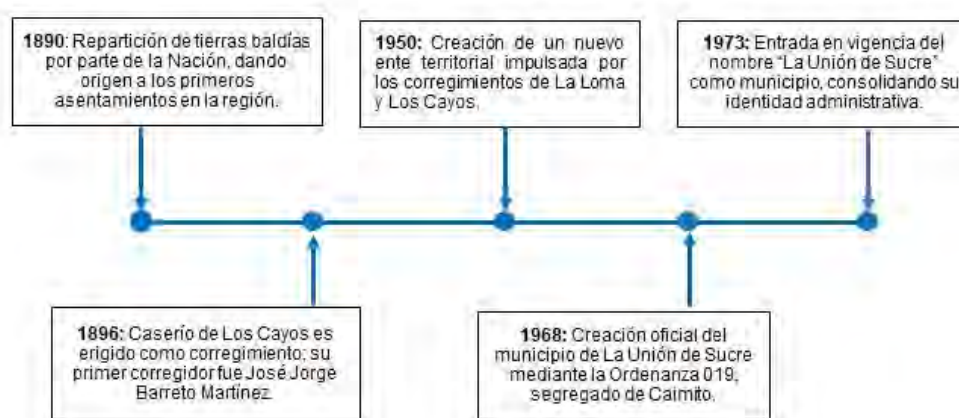 1890: Repartición de tierras baldías
por parte de la Nación, dando
origen a los primeros
asentamientos en la región.
1950: Creación de un nuevo
ente territorial impulsada por
los corregimientos de La Loma
y Los Cayos.
1973: Entrada en vigencia del
nombre "La Unión de Sucre"
como municipio, consolidando su
identidad administrativa.
1896: Caserío de Los Cayos es
erigido como corregimiento; su
primer corregidor fue José Jorge
Barreto Martínez.
1968: Creación oficial del
municipio de La Unión de Sucre
mediante la Ordenanza 019,
segregado de Caimito.